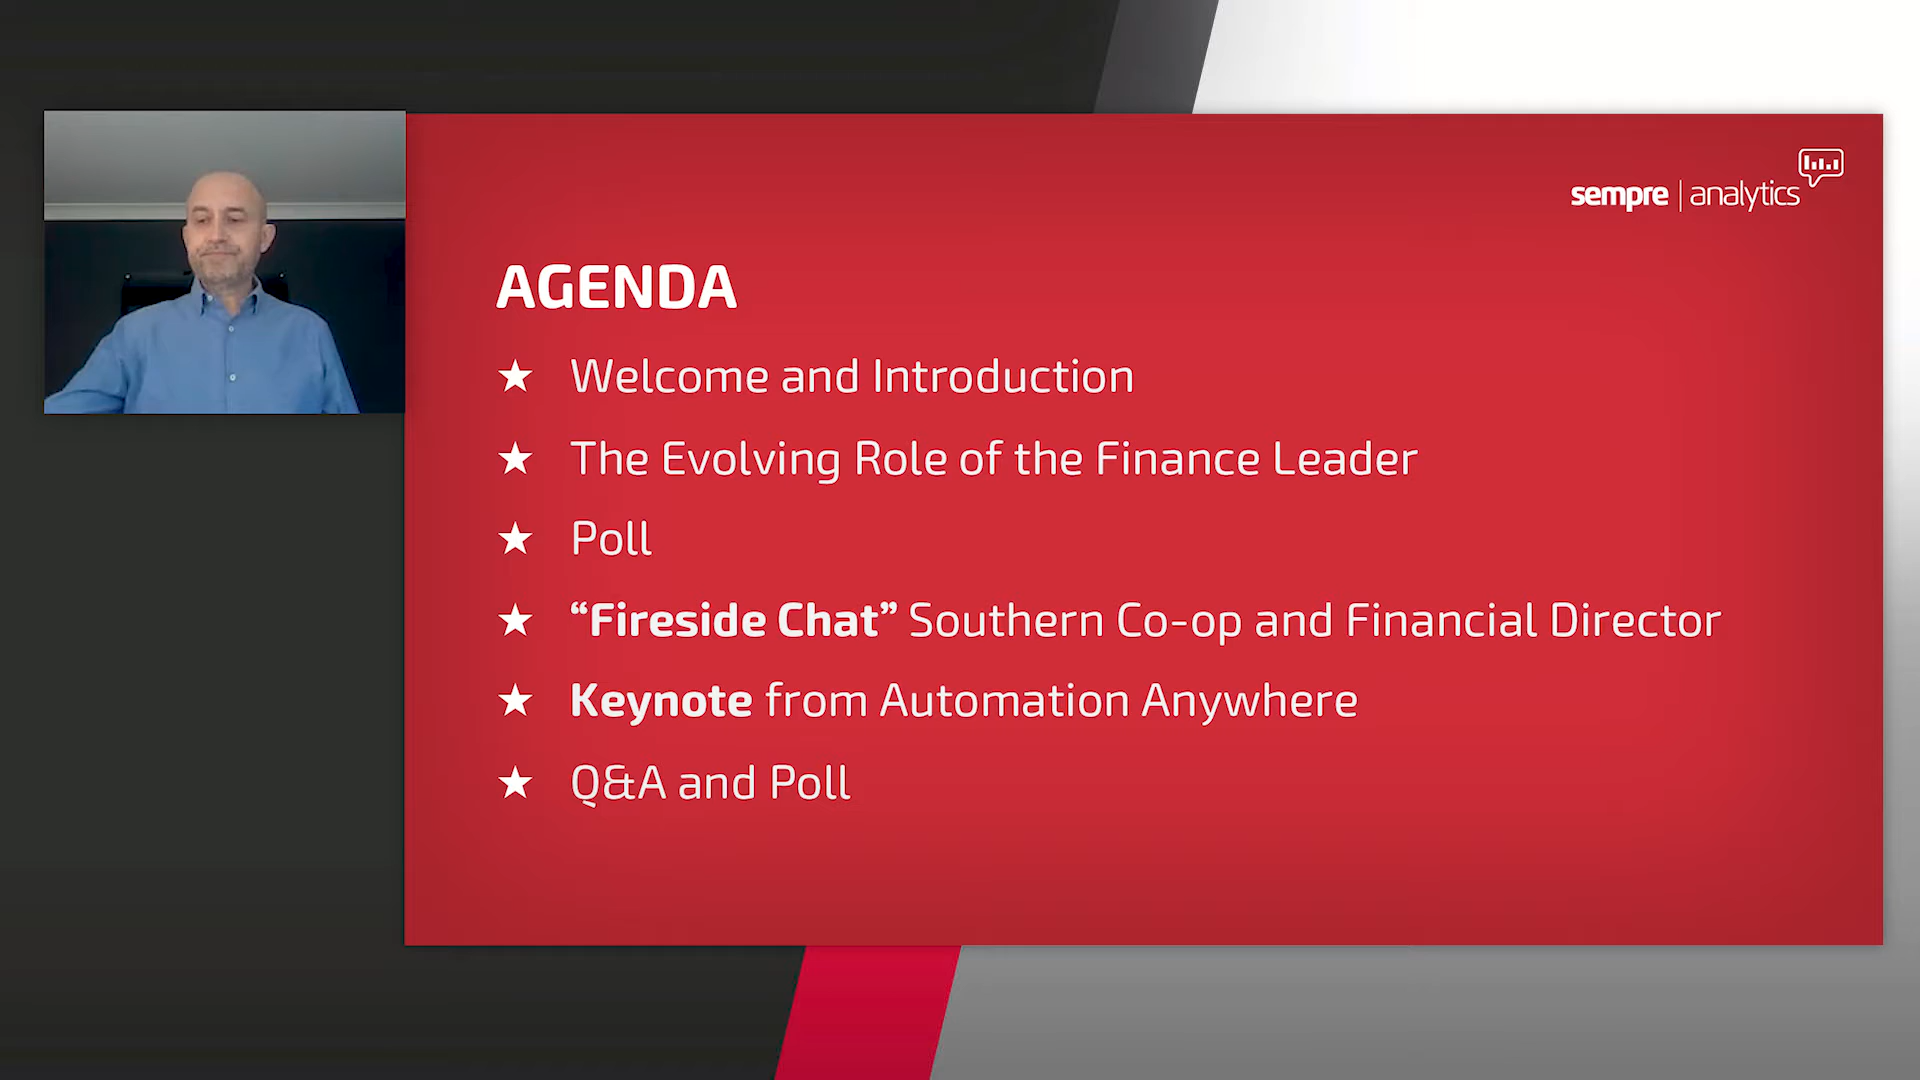 sempre | analytics
AGENDA
★ Welcome and Introduction
★ The Evolving Role of the Finance Leader
★ Poll
★ “Fireside Chat” Southern Co-op and Financial Director
★ Keynote from Automation Anywhere
★ Q&A and Poll